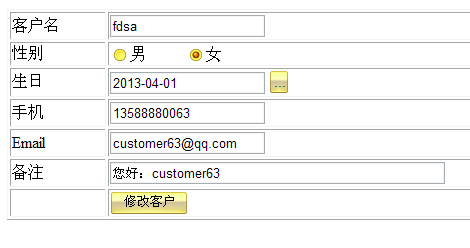 客户名 fdsa
性别 男 女
生日 2013-04-01 ...
手机 13588880063
Email customer63@qq.com
备注 您好：customer63
修改客户